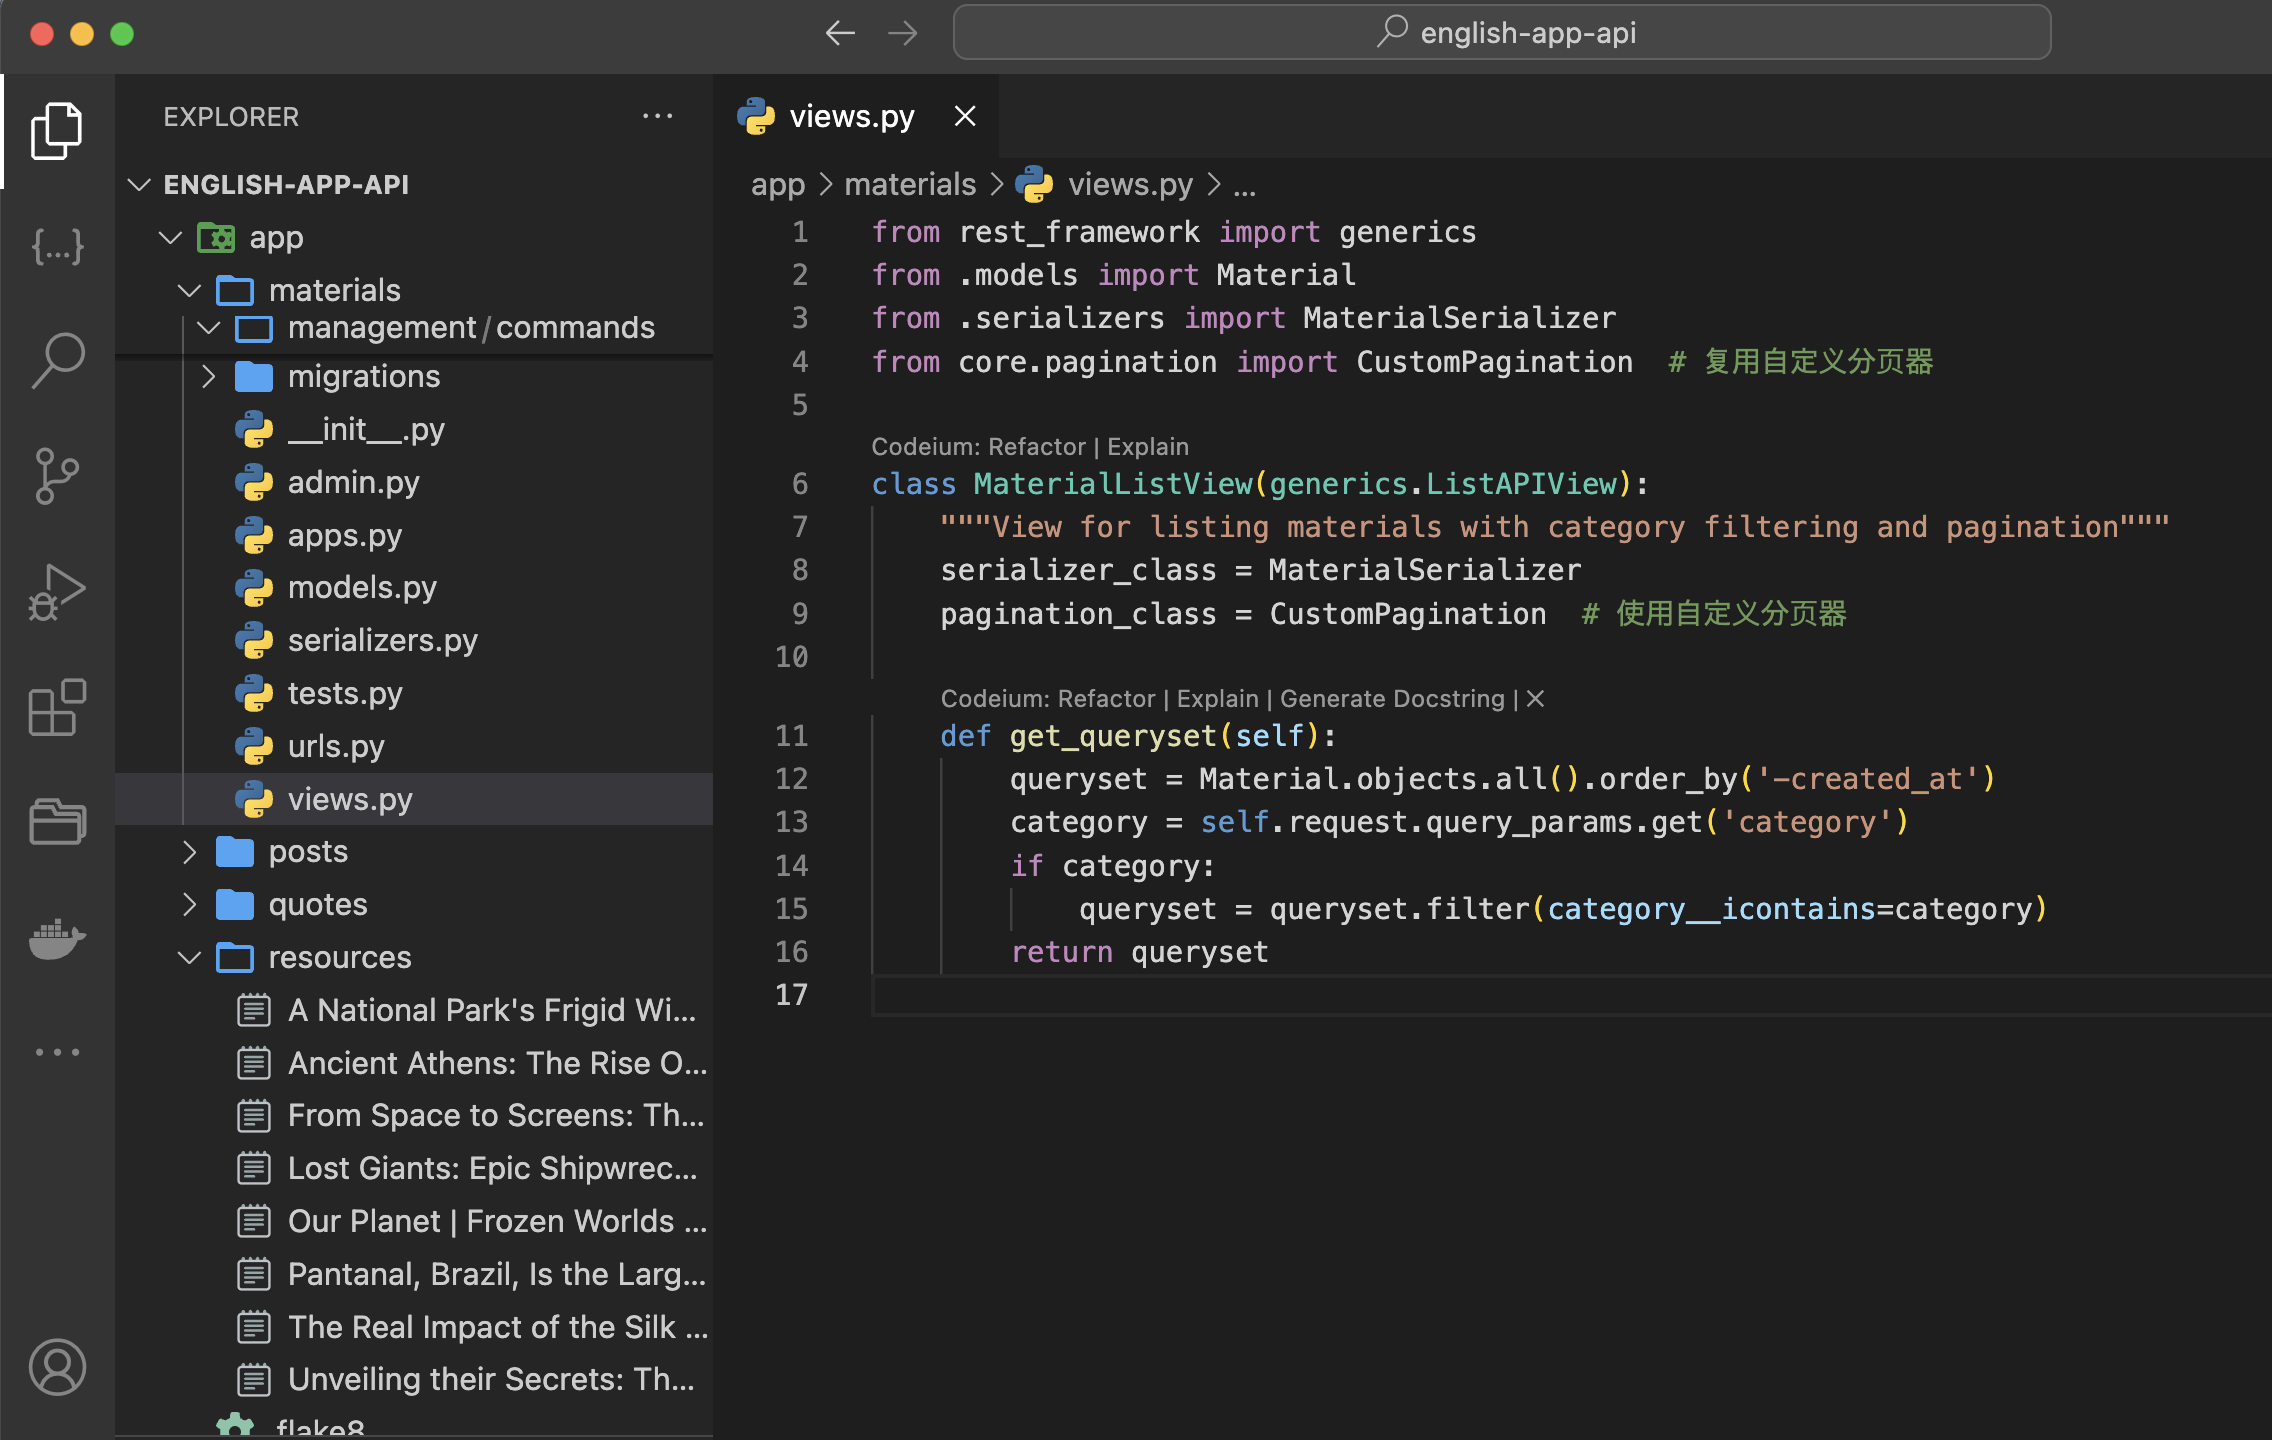 english-app-api
EXPLORER
ENGLISH-APP-API
app
materials
management/commands
migrations
__init__.py
admin.py
apps.py
models.py
serializers.py
tests.py
urls.py
views.py
posts
quotes
resources
A National Park's Frigid Wi...
Ancient Athens: The Rise O...
From Space to Screens: Th...
Lost Giants: Epic Shipwrec...
Our Planet | Frozen Worlds ...
Pantanal, Brazil, Is the Larg...
The Real Impact of the Silk ...
Unveiling their Secrets: Th...
.flake8
views.py
app > materials > views.py > ...
1 from rest_framework import generics
2 from .models import Material
3 from .serializers import MaterialSerializer
4 from core.pagination import CustomPagination  # 复用自定义分页器
5
Codeium: Refactor | Explain
6 class MaterialListView(generics.ListAPIView):
7     """View for listing materials with category filtering and pagination"""
8     serializer_class = MaterialSerializer
9     pagination_class = CustomPagination  # 使用自定义分页器
10
Codeium: Refactor | Explain | Generate Docstring | ×
11     def get_queryset(self):
12         queryset = Material.objects.all().order_by('-created_at')
13         category = self.request.query_params.get('category')
14         if category:
15             queryset = queryset.filter(category__icontains=category)
16         return queryset
17